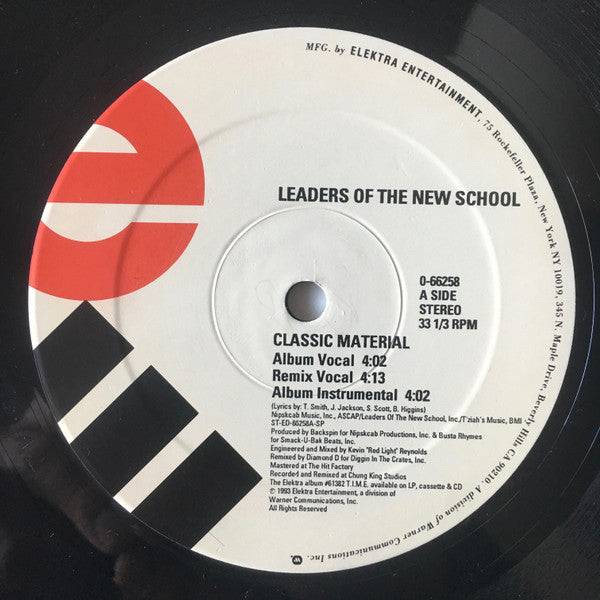 MFG. by ELEKTRA ENTERTAINMENT, 75 Rockefeller Plaza, New York NY 10019, 345 N. Maple Drive, Beverly Hills CA 90210. A division of Warner Communications Inc.
e
LEADERS OF THE NEW SCHOOL
0-66258
A SIDE
STEREO
33 1/3 RPM
CLASSIC MATERIAL
Album Vocal 4:02
Remix Vocal 4:13
Album Instrumental 4:02
(Lyrics by: T. Smith, J. Jackson, S. Scott, B. Higgins)
Nipskcab Music, Inc., ASCAP/Leaders Of The New School, Inc./T'ziah's Music, BMI
ST-ED-66258A-SP
Produced by Backspin for Nipskcab Productions, Inc. & Busta Rhymes
for Smack-U-Bak Beats, Inc.
Engineered and Mixed by Kevin "Red Light" Reynolds
Remixed by Diamond D for Diggin In The Crates, Inc.
Mastered at The Hit Factory
Recorded and Remixed at Chung King Studios
The Elektra album #61382 T.I.M.E. available on LP, cassette & CD
© 1993 Elektra Entertainment, a division of
Warner Communications, Inc.
All Rights Reserved